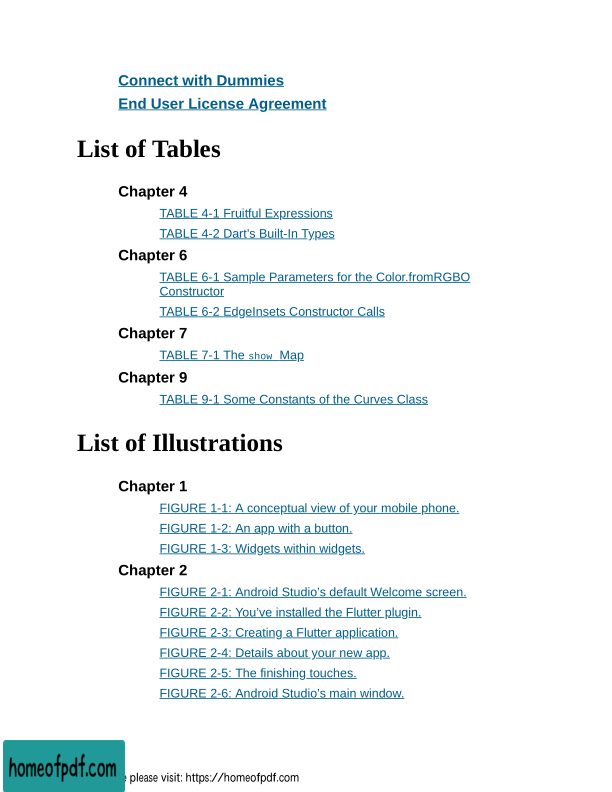 Connect with Dummies
End User License Agreement
List of Tables
Chapter 4
TABLE 4-1 Fruitful Expressions
TABLE 4-2 Dart’s Built-In Types
Chapter 6
TABLE 6-1 Sample Parameters for the Color.fromRGBO
Constructor
TABLE 6-2 EdgeInsets Constructor Calls
Chapter 7
TABLE 7-1 The show Map
Chapter 9
TABLE 9-1 Some Constants of the Curves Class
List of Illustrations
Chapter 1
FIGURE 1-1: A conceptual view of your mobile phone.
FIGURE 1-2: An app with a button.
FIGURE 1-3: Widgets within widgets.
Chapter 2
FIGURE 2-1: Android Studio’s default Welcome screen.
FIGURE 2-2: You’ve installed the Flutter plugin.
FIGURE 2-3: Creating a Flutter application.
FIGURE 2-4: Details about your new app.
FIGURE 2-5: The finishing touches.
FIGURE 2-6: Android Studio’s main window.
homeofpdf.com
please visit: https://homeofpdf.com